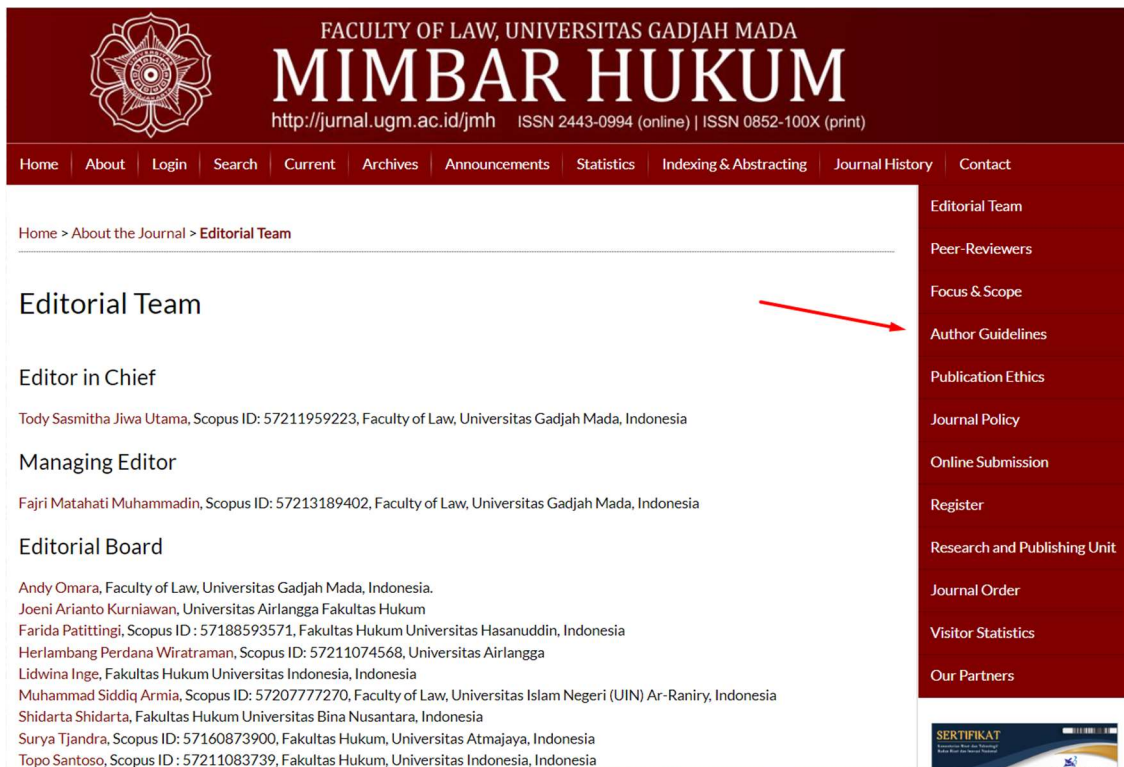 FACULTY OF LAW, UNIVERSITAS GADJAH MADA
MIMBAR HUKUM
http://jurnal.ugm.ac.id/jmh ISSN 2443-0994 (online) | ISSN 0852-100X (print)
Home About Login Search Current Archives Announcements Statistics Indexing & Abstracting Journal History Contact
Home > About the Journal > Editorial Team
Editorial Team
Editor in Chief
Tody Sasmitha Jiwa Utama, Scopus ID: 57211959223, Faculty of Law, Universitas Gadjah Mada, Indonesia
Managing Editor
Fajri Matahati Muhammadin, Scopus ID: 57213189402, Faculty of Law, Universitas Gadjah Mada, Indonesia
Editorial Board
Andy Omara, Faculty of Law, Universitas Gadjah Mada, Indonesia.
Joeni Arianto Kurniawan, Universitas Airlangga Fakultas Hukum
Farida Patittingi, Scopus ID : 57188593571, Fakultas Hukum Universitas Hasanuddin, Indonesia
Herlambang Perdana Wiratraman, Scopus ID: 57211074568, Universitas Airlangga
Lidwina Inge, Fakultas Hukum Universitas Indonesia, Indonesia
Muhammad Siddiq Armia, Scopus ID: 57207777270, Faculty of Law, Universitas Islam Negeri (UIN) Ar-Raniry, Indonesia
Shidarta Shidarta, Fakultas Hukum Universitas Bina Nusantara, Indonesia
Surya Tjandra, Scopus ID: 57160873900, Fakultas Hukum, Universitas Atmajaya, Indonesia
Topo Santoso, Scopus ID : 57211083739, Fakultas Hukum, Universitas Indonesia, Indonesia
Editorial Team
Peer-Reviewers
Focus & Scope
Author Guidelines
Publication Ethics
Journal Policy
Online Submission
Register
Research and Publishing Unit
Journal Order
Visitor Statistics
Our Partners
SERTIFIKAT